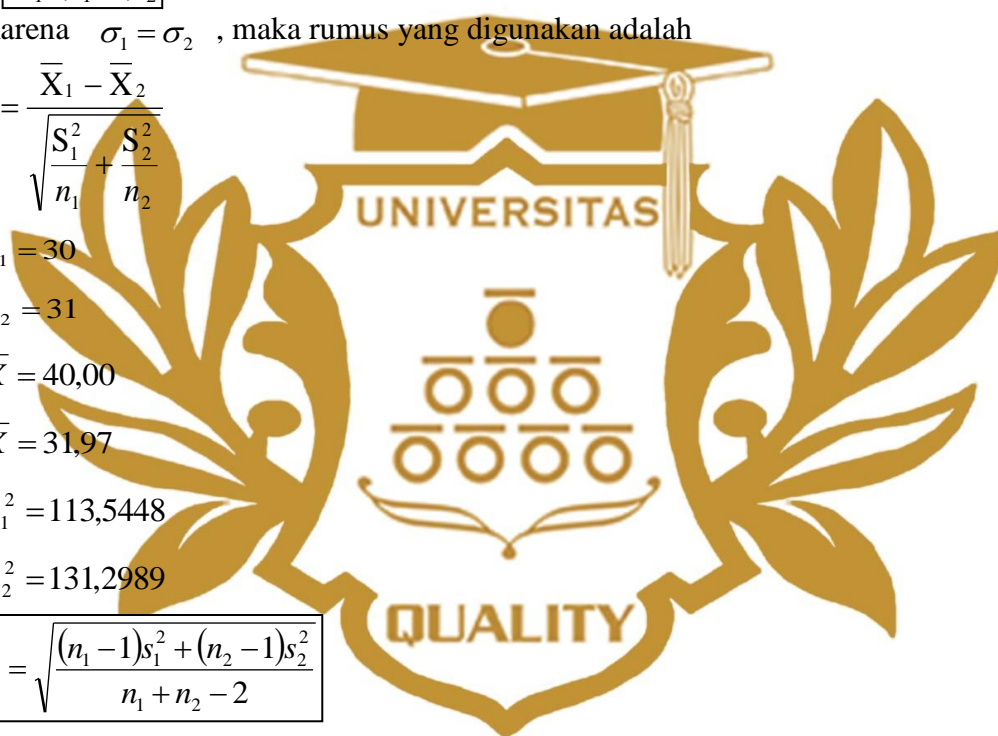 karena σ₁ = σ₂ , maka rumus yang digunakan adalah
= (X̄₁ − X̄₂) / √(S₁²/n₁ + S₂²/n₂)
₁ = 30
₂ = 31
X̄ = 40,00
X̄ = 31,97
₁² = 113,5448
₂² = 131,2989
= √(((n₁ − 1)s₁² + (n₂ − 1)s₂²) / (n₁ + n₂ − 2))
UNIVERSITAS
QUALITY